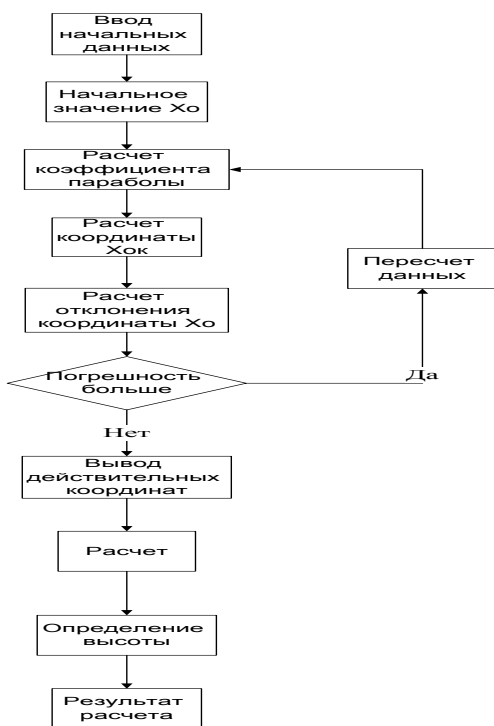 Ввод
начальных
данных
Начальное
значение Хо
Расчет
коэффициента
параболы
Расчет
координаты
Хок
Пересчет
данных
Расчет
отклонения
координаты Хо
Погрешность
больше
Да
Нет
Вывод
действительных
координат
Расчет
Определение
высоты
Результат
расчета